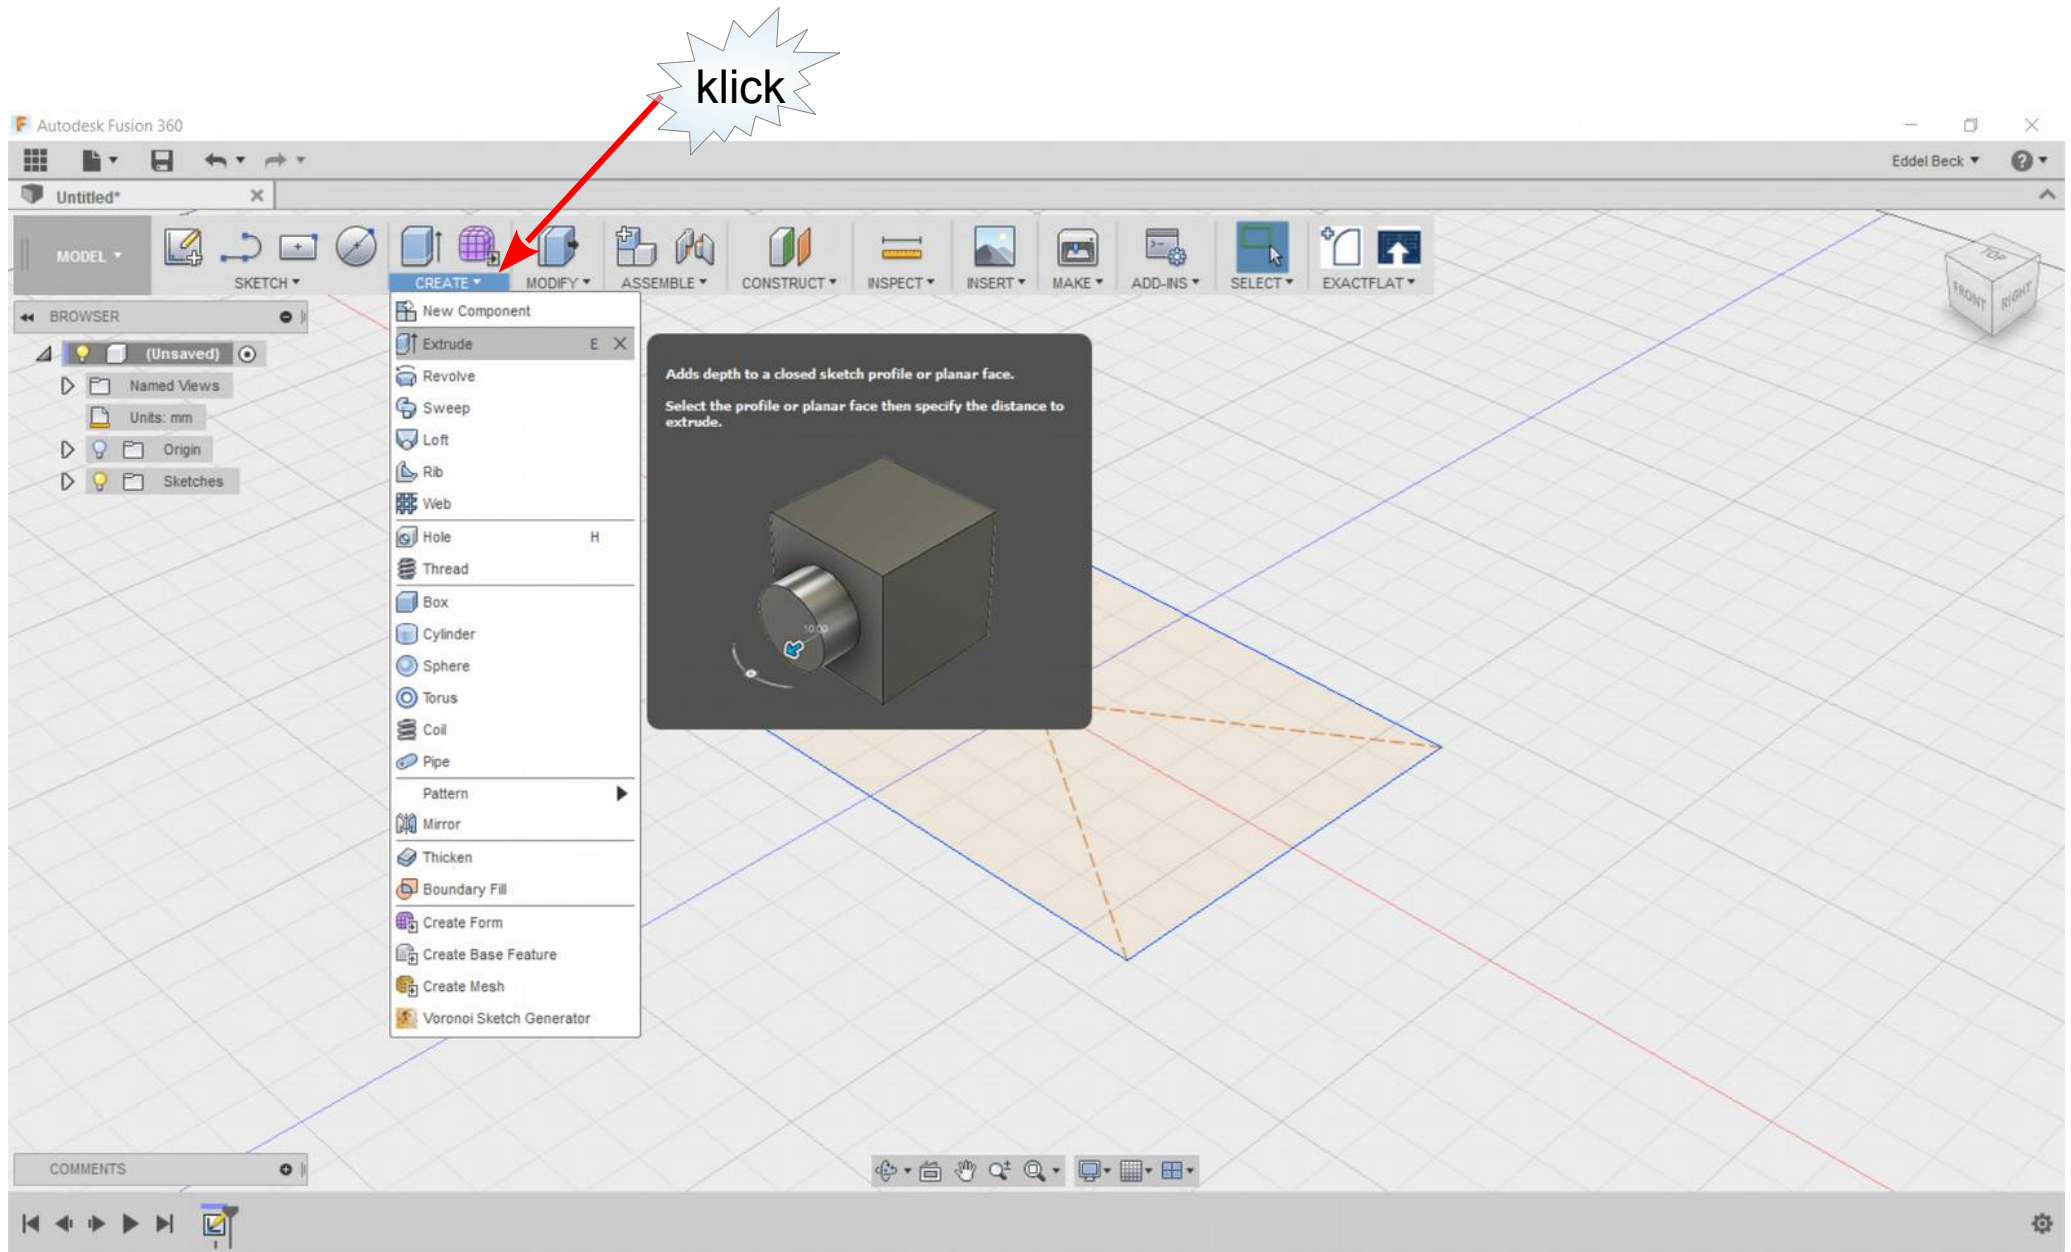 klick
Autodesk Fusion 360
Eddel Beck
Untitled*
MODEL
SKETCH
CREATE
MODIFY
ASSEMBLE
CONSTRUCT
INSPECT
INSERT
MAKE
ADD-INS
SELECT
EXACTFLAT
TOP
FRONT
RIGHT
BROWSER
(Unsaved)
Named Views
Units: mm
Origin
Sketches
New Component
Extrude E
Revolve
Sweep
Loft
Rib
Web
Hole H
Thread
Box
Cylinder
Sphere
Torus
Coil
Pipe
Pattern
Mirror
Thicken
Boundary Fill
Create Form
Create Base Feature
Create Mesh
Voronoi Sketch Generator
Adds depth to a closed sketch profile or planar face.
Select the profile or planar face then specify the distance to
extrude.
10.00
COMMENTS